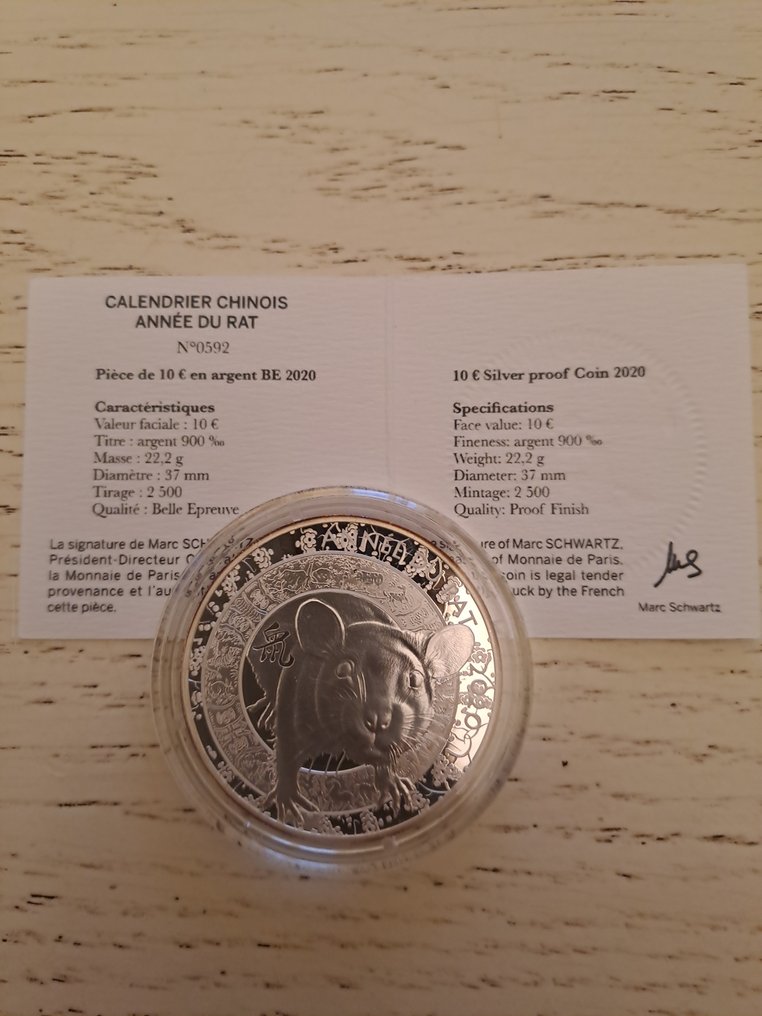 CALENDRIER CHINOIS
ANNÉE DU RAT
N°0592
Pièce de 10 € en argent BE 2020
Caractéristiques
Valeur faciale : 10 €
Titre : argent 900 ‰
Masse : 22,2 g
Diamètre : 37 mm
Tirage : 2 500
Qualité : Belle Epreuve
La signature de Marc
Président-Directeur
la Monnaie de Paris
provenance et
cette pièce.
10 € Silver proof Coin 2020
Specifications
Face value: 10 €
Fineness: argent 900 ‰
Weight: 22,2 g
Diameter: 37 mm
Mintage: 2 500
Quality: Proof Finish
of Marc SCHWARTZ,
of Monnaie de Paris,
coin is legal tender
by the French
Marc Schwartz
鼠